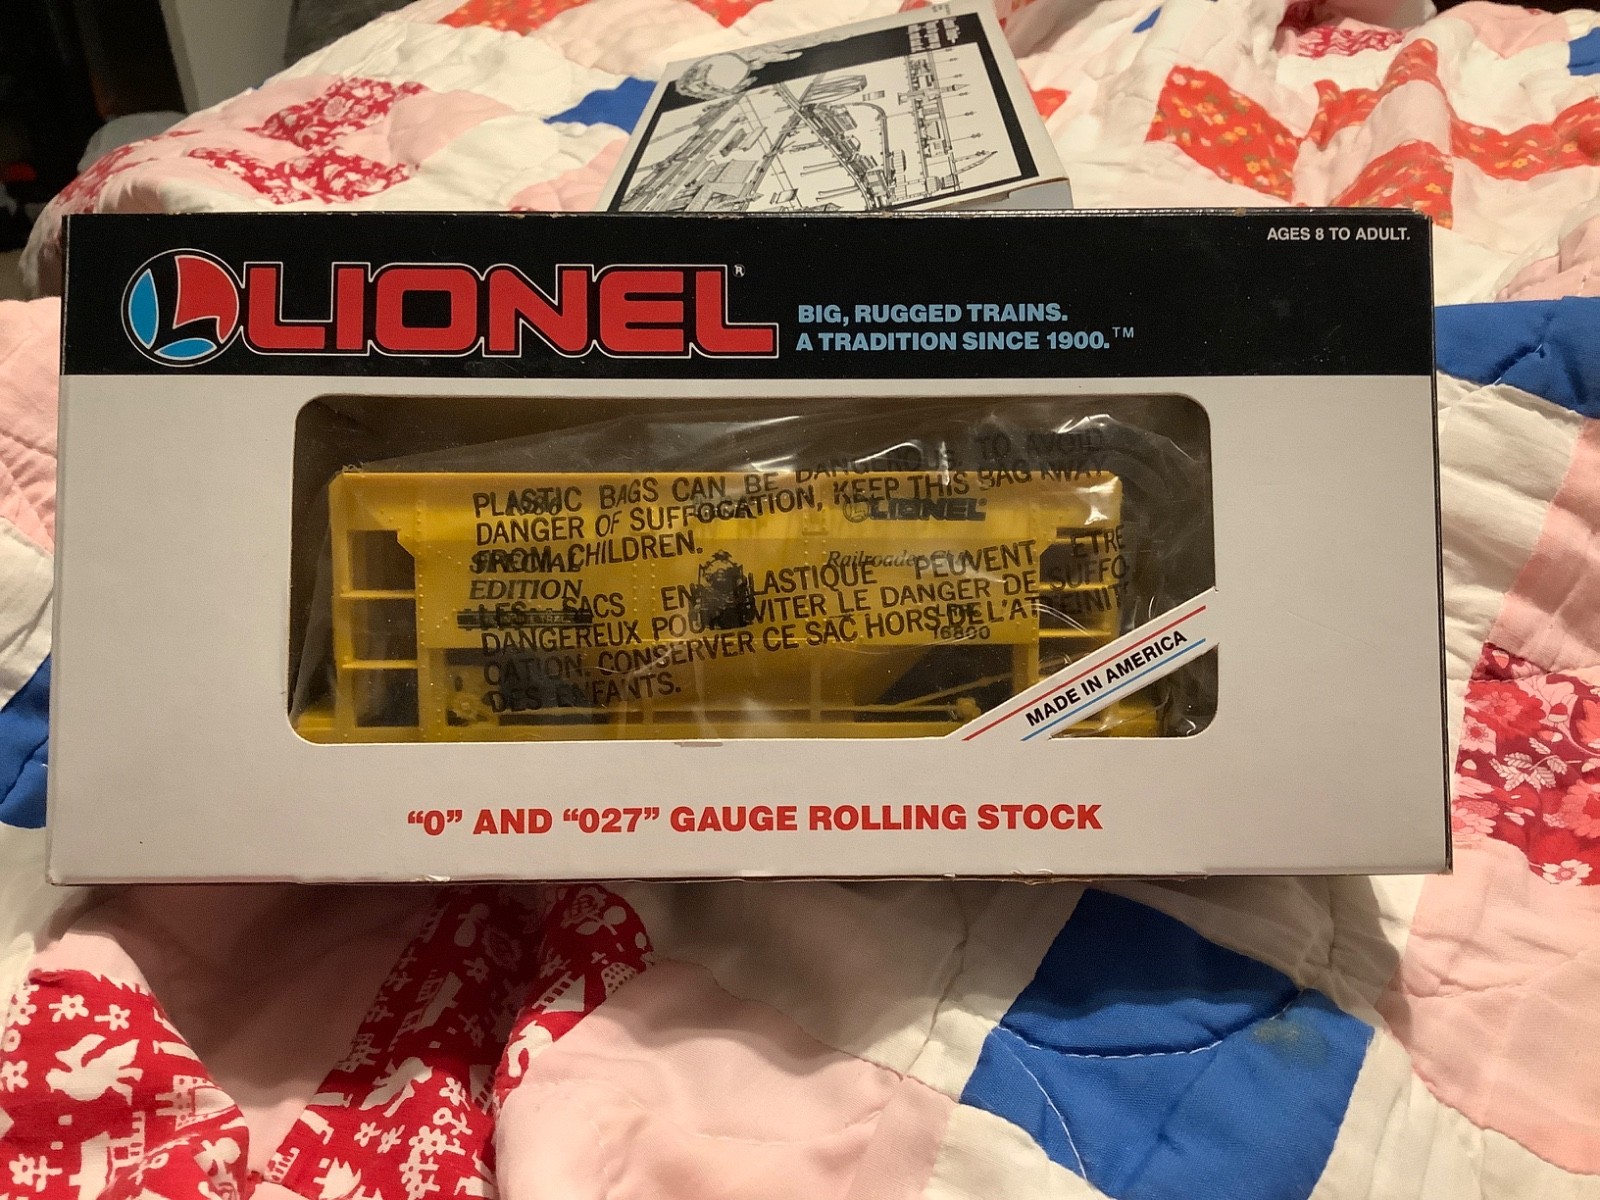 AGES 8 TO ADULT.
LIONEL®
BIG, RUGGED TRAINS.
A TRADITION SINCE 1900.™
PLASTIC BAGS CAN BE DANGEROUS, TO AVOID
DANGER OF SUFFOCATION, KEEP THIS BAG AWAY
FROM CHILDREN.
LES SACS EN PLASTIQUE PEUVENT ETRE
DANGEREUX POUR EVITER LE DANGER DE SUFFO
CATION. CONSERVER CE SAC HORS DE L'ATTEINTE
DES ENFANTS.
LIONEL
SPECIAL
EDITION
Railroader
16800
MADE IN AMERICA
"0" AND "027" GAUGE ROLLING STOCK